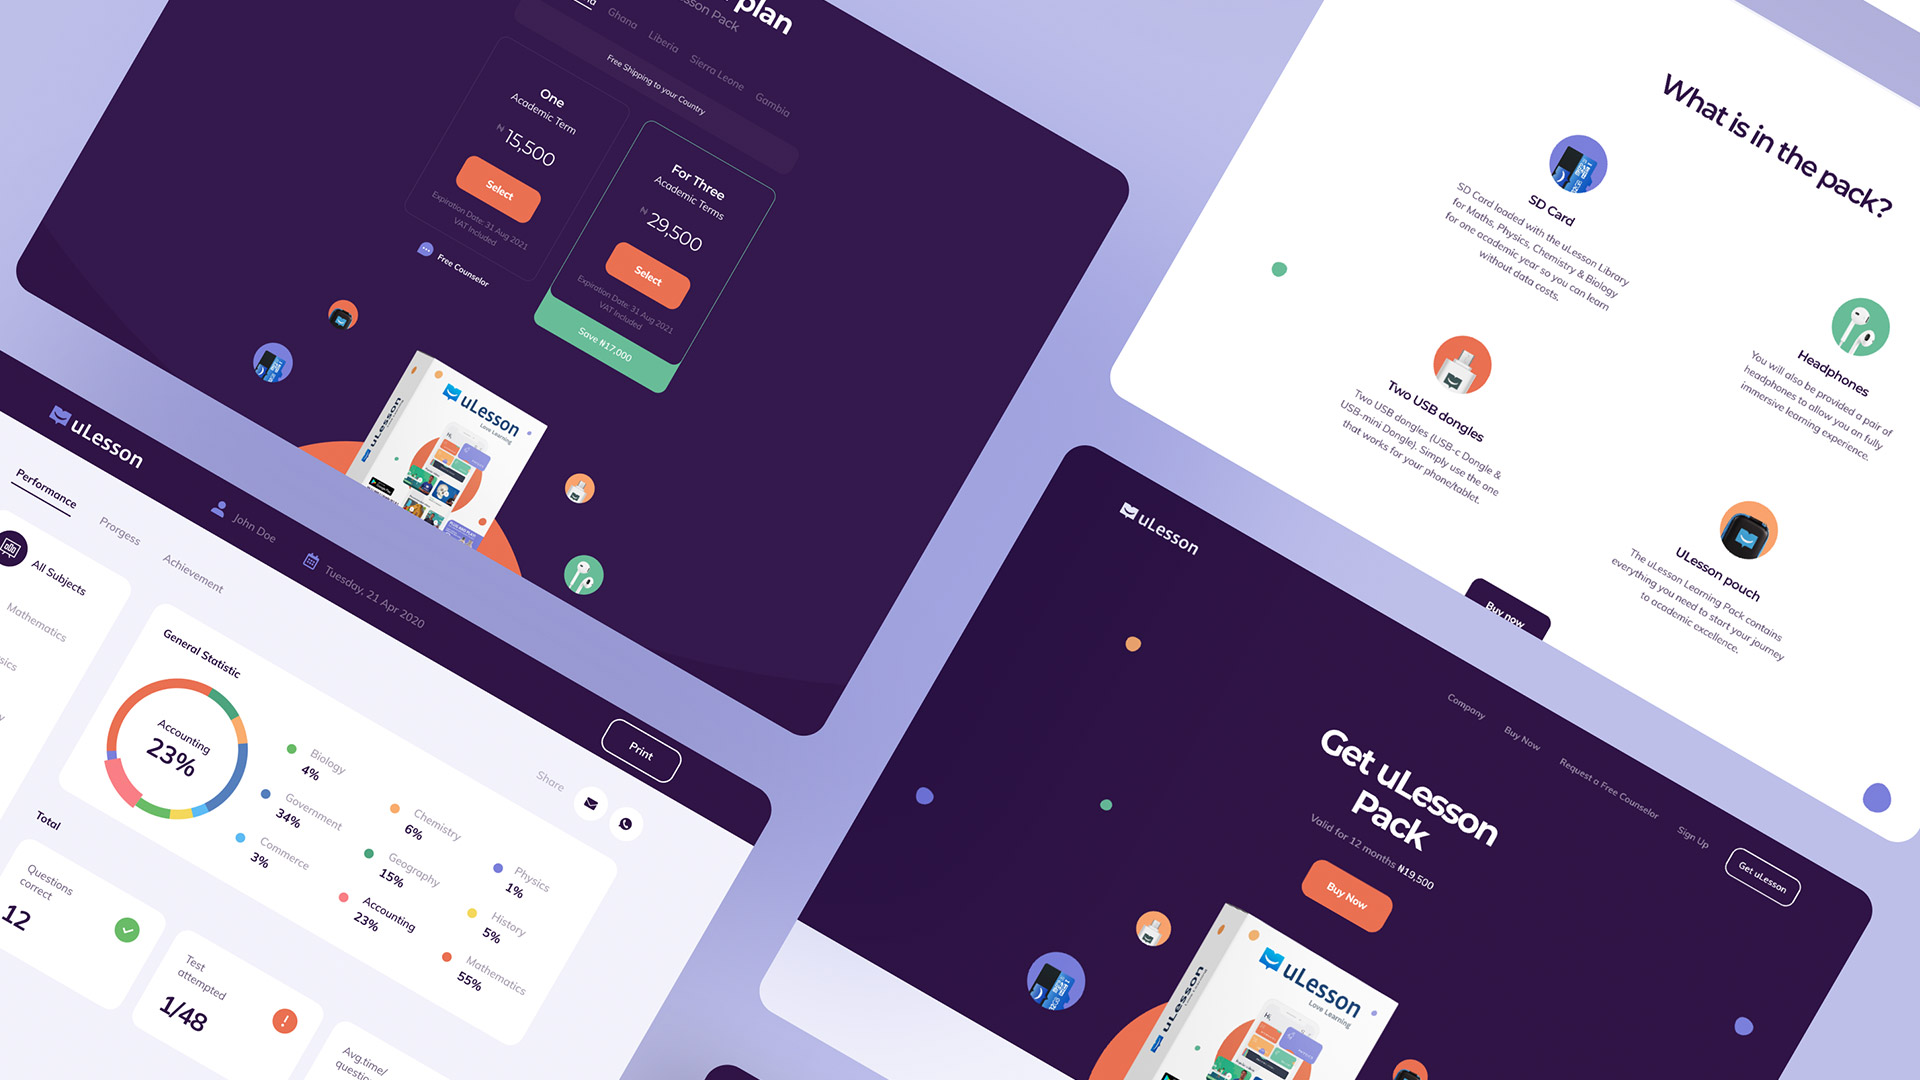 plan
Ghana
Liberia
Sierra Leone
Gambia
Free Shipping to your Country
One
Academic Term
₦ 15,500
Select
Expiration Date: 31 Aug 2021
VAT Included
Free Counselor
For Three
Academic Terms
₦ 29,500
Select
Expiration Date: 31 Aug 2021
VAT Included
Save ₦17,000
uLesson
uLesson
Love Learning
What is in the pack?
SD Card
SD Card loaded with the uLesson Library
for Maths, Physics, Chemistry & Biology
for one academic year so you can learn
without data costs.
Headphones
You will also be provided a pair of
headphones to allow you an fully
immersive learning experience.
Two USB dongles
Two USB dongles (USB-c Dongle &
USB-mini Dongle). Simply use the one
that works for your phone/tablet.
ULesson pouch
The uLesson Learning Pack contains
everything you need to start your journey
to academic excellence.
Buy now
uLesson
John Doe
Tuesday, 21 Apr 2020
Print
Performance
Prorgess
Achievement
Share
All Subjects
Mathematics
General Statistic
Accounting
23%
Biology
4%
Government
34%
Commerce
3%
Chemistry
6%
Geography
15%
Accounting
23%
Physics
1%
History
5%
Mathematics
55%
Total
Questions
correct
12
Test
attempted
1/48
Avg.time/
uLesson
Company
Buy Now
Request a Free Counselor
Sign Up
Get uLesson
Get uLesson
Pack
Valid for 12 months ₦19,500
Buy Now
uLesson
uLesson
Love Learning
Hi,